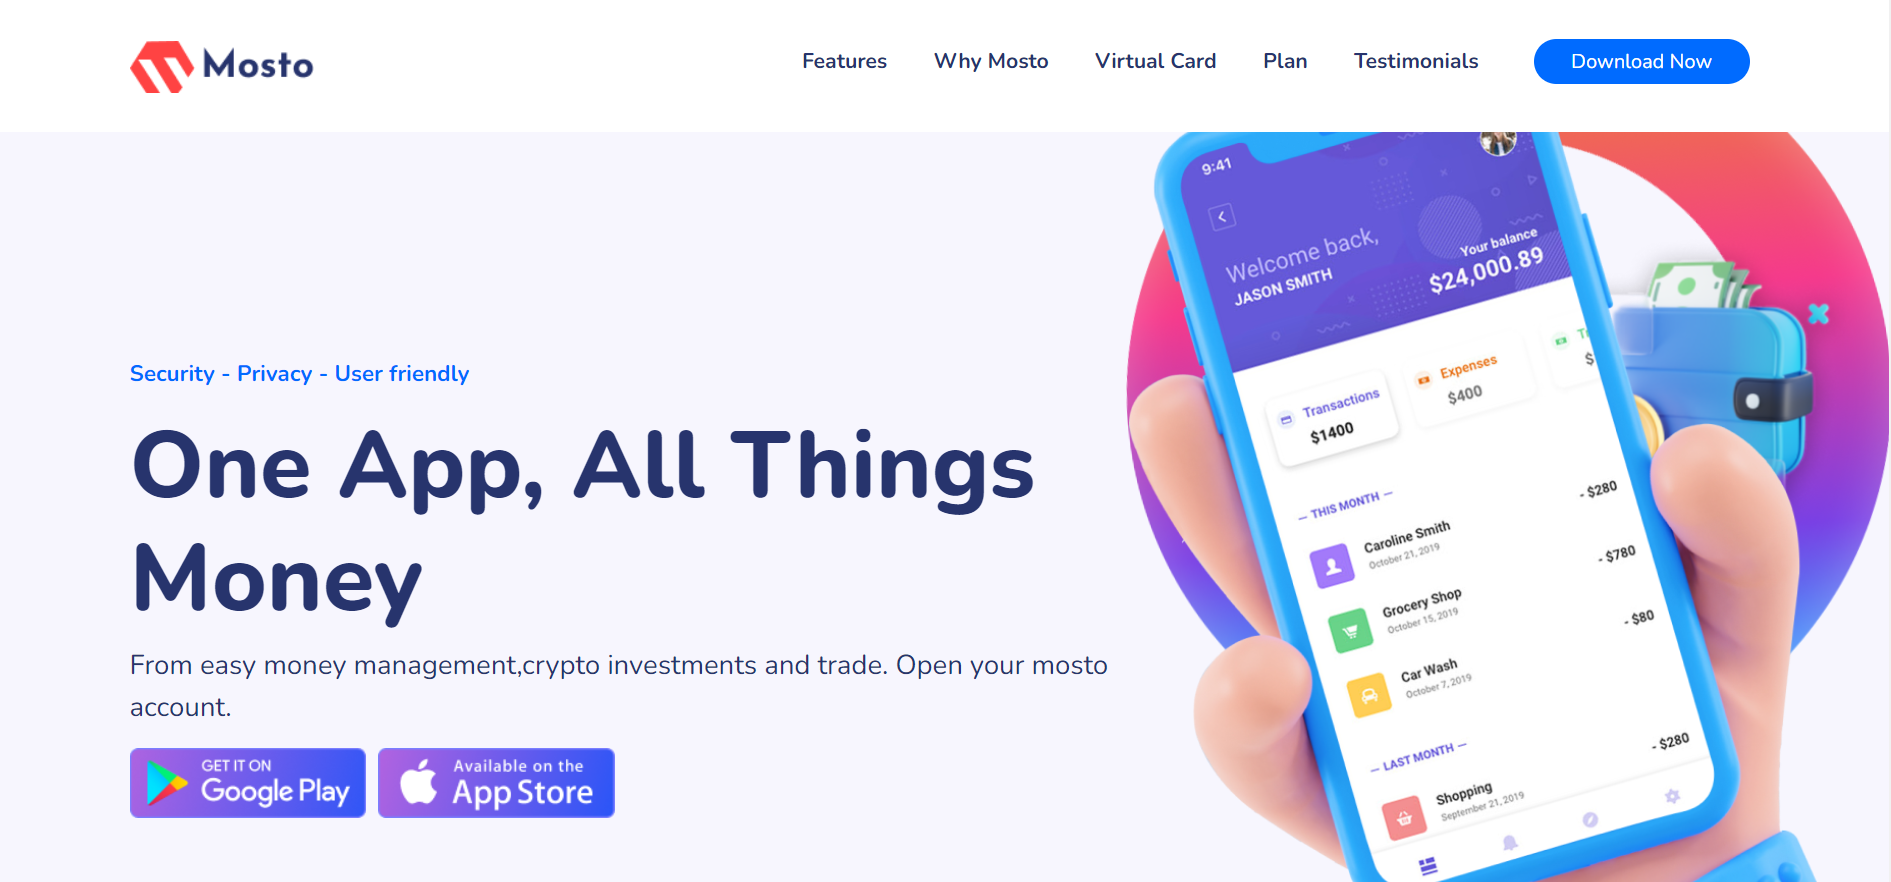 Mosto
Features
Why Mosto
Virtual Card
Plan
Testimonials
Download Now
Security - Privacy - User friendly
One App, All Things
Money
From easy money management,crypto investments and trade. Open your mosto
account.
GET IT ON
Google Play
Available on the
App Store
9:41
Welcome back,
JASON SMITH
Your balance
$24,000.89
Transactions
$1400
Expenses
$400
$
— THIS MONTH —
Caroline Smith
October 21, 2019
- $280
Grocery Shop
October 15, 2019
- $780
Car Wash
October 7, 2019
- $80
— LAST MONTH —
Shopping
September 21, 2019
- $280